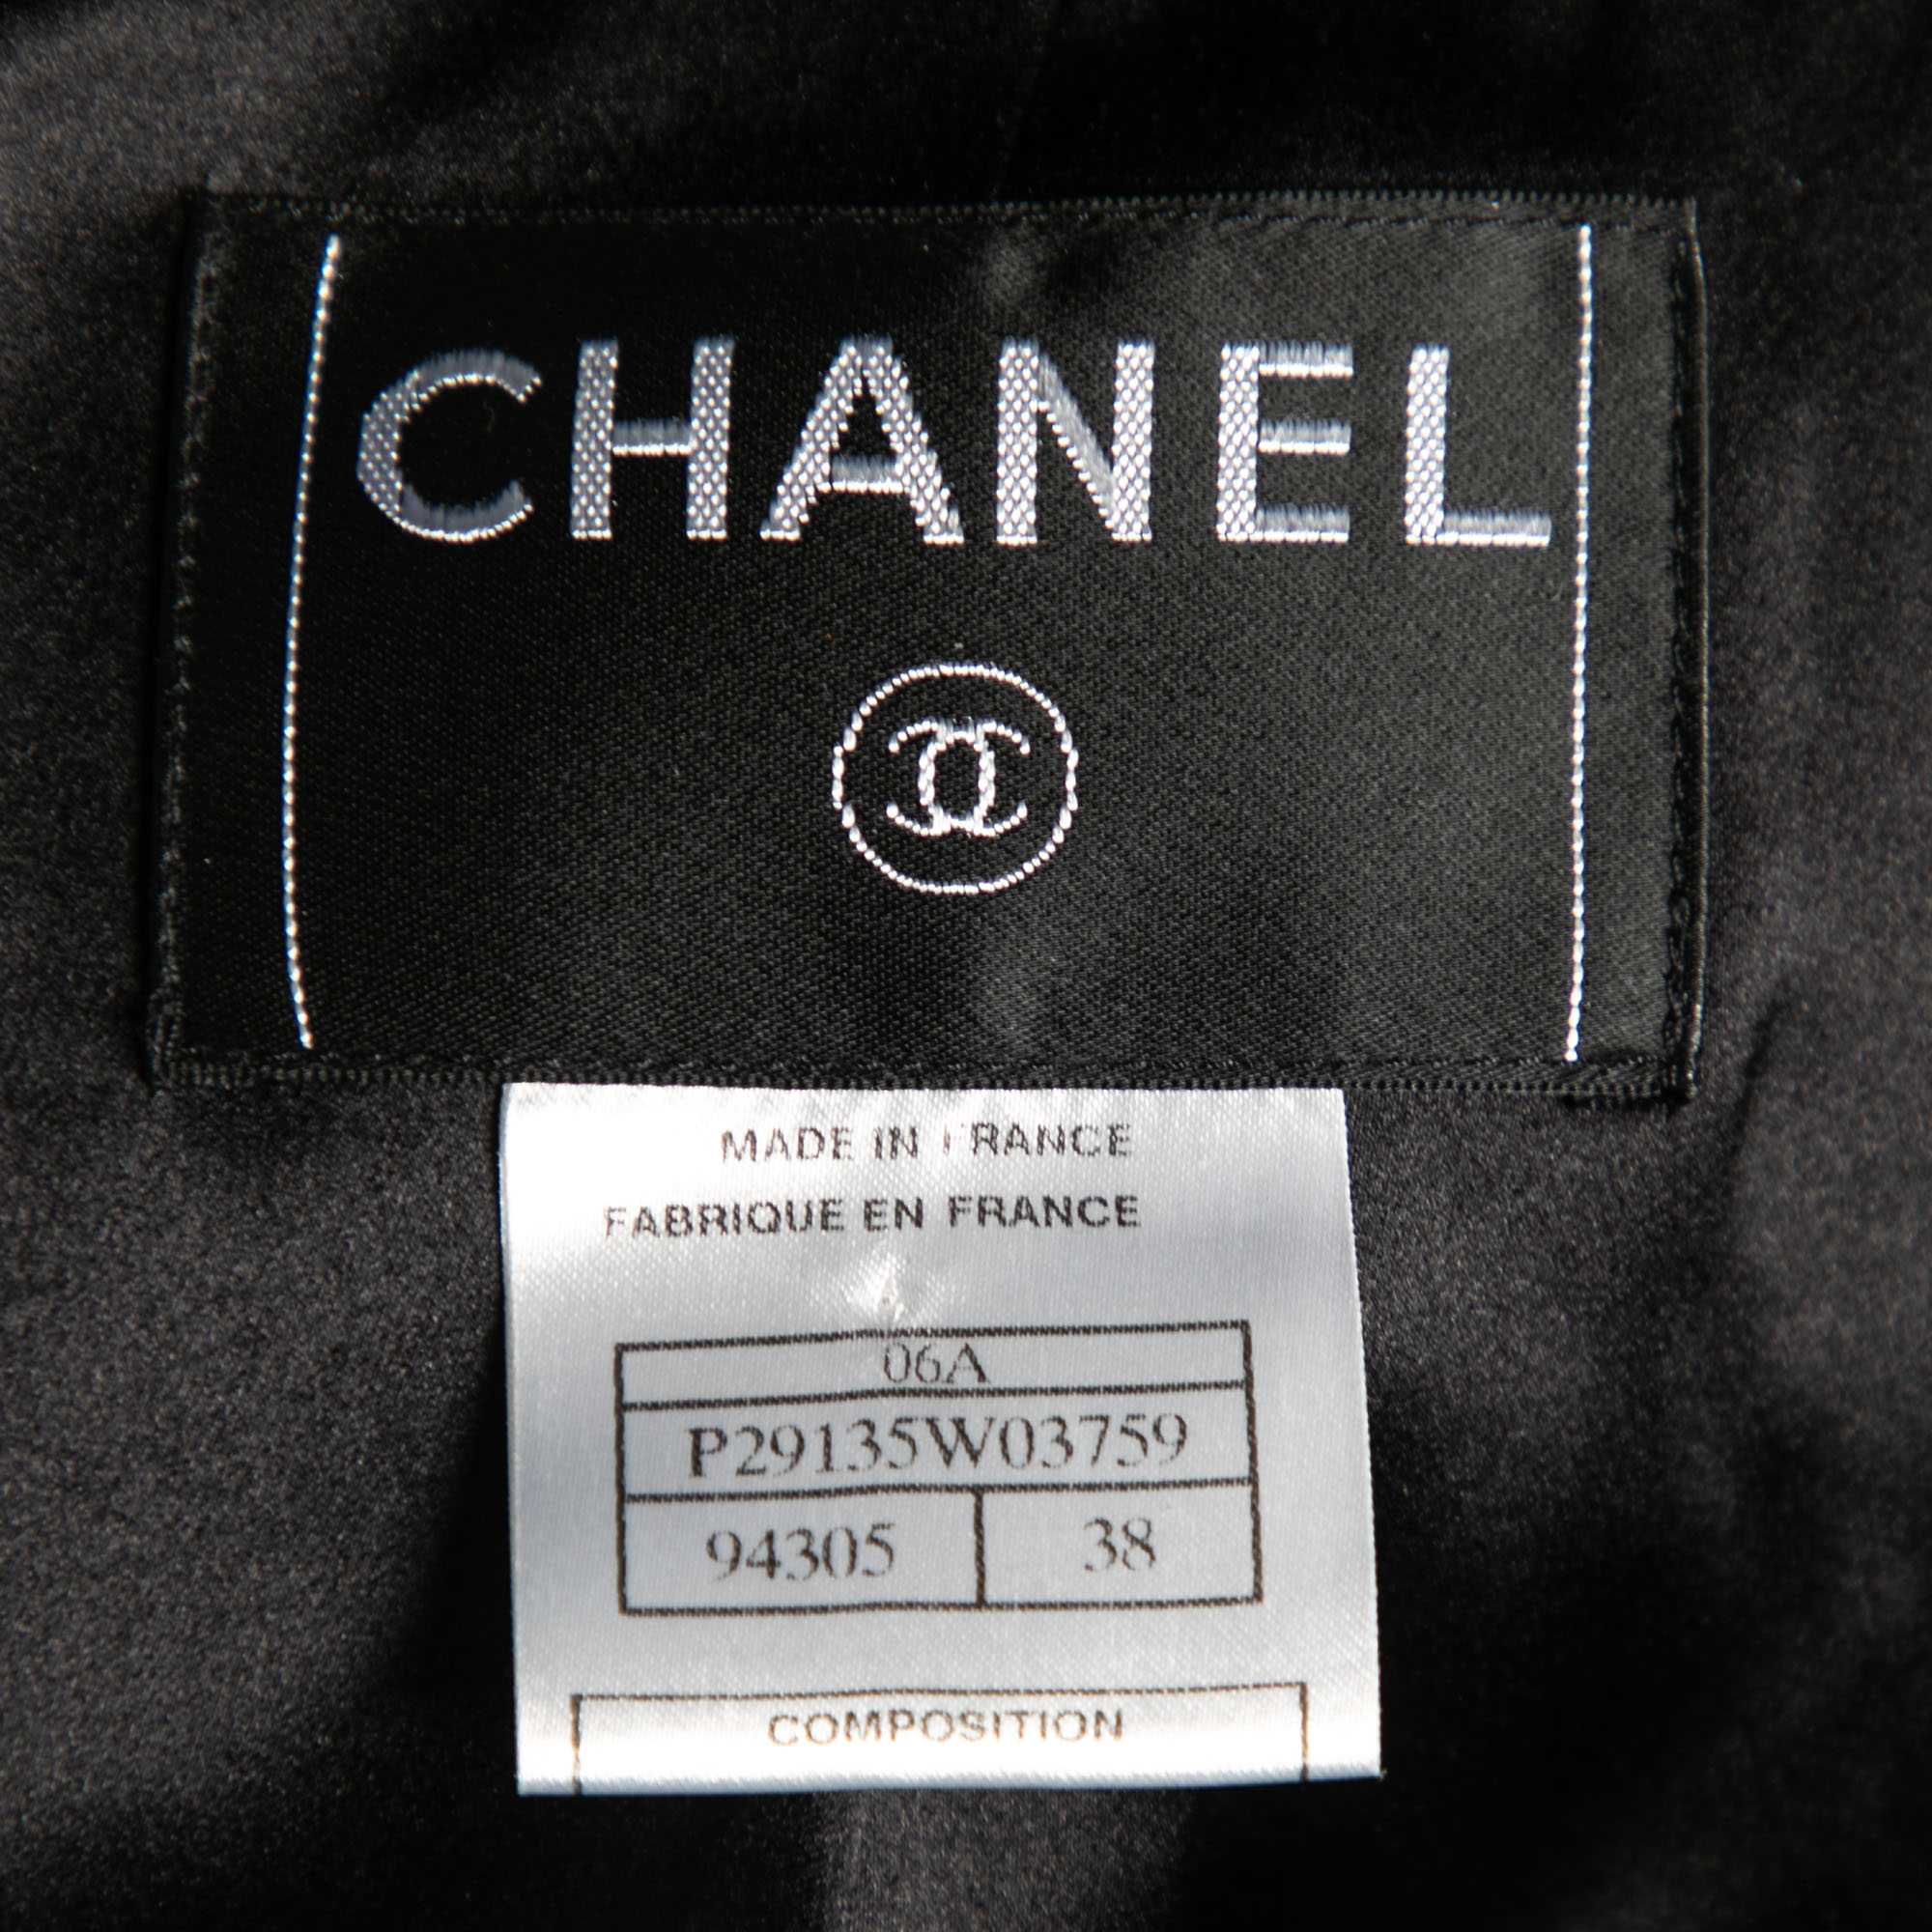 CHANEL
MADE IN FRANCE
FABRIQUE EN FRANCE
06A
P29135W03759
94305 38
COMPOSITION